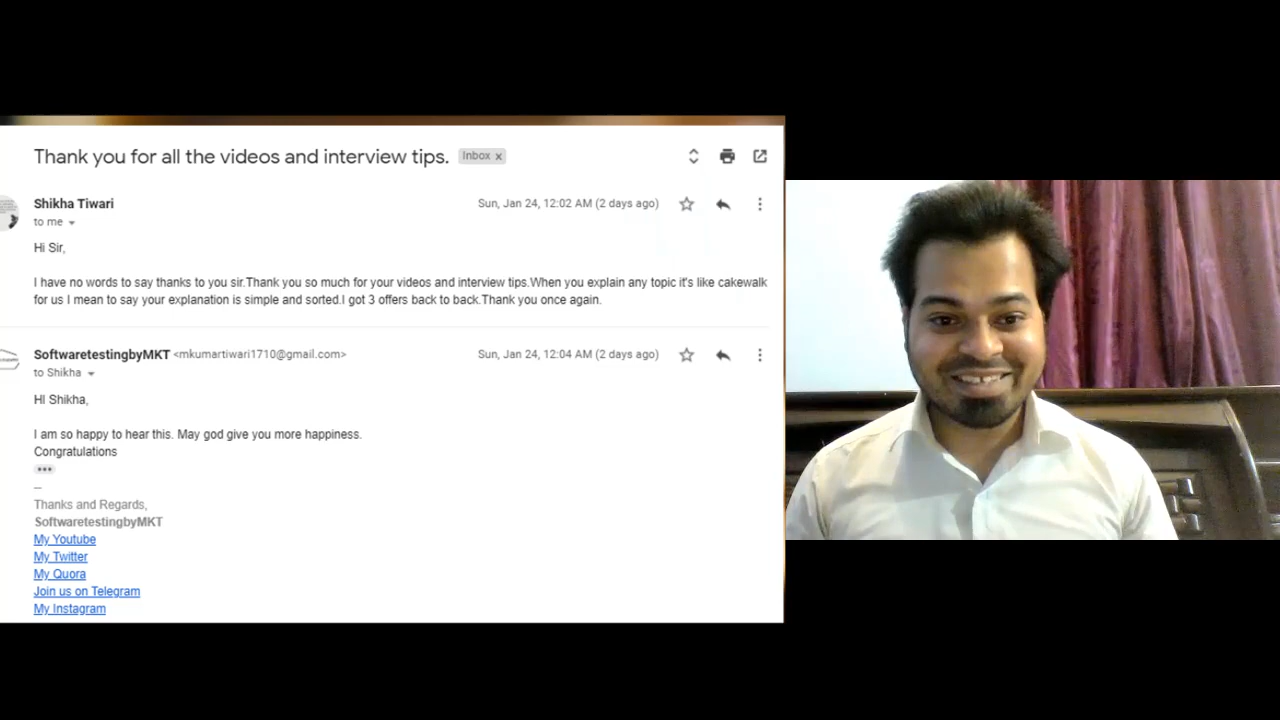 Thank you for all the videos and interview tips. Inbox x
Shikha Tiwari Sun, Jan 24, 12:02 AM (2 days ago)
to me
Hi Sir,
I have no words to say thanks to you sir.Thank you so much for your videos and interview tips.When you explain any topic it's like cakewalk
for us I mean to say your explanation is simple and sorted.I got 3 offers back to back.Thank you once again.
SoftwaretestingbyMKT <mkumartiwari1710@gmail.com> Sun, Jan 24, 12:04 AM (2 days ago)
to Shikha
HI Shikha,
I am so happy to hear this. May god give you more happiness.
Congratulations
•••
--
Thanks and Regards,
SoftwaretestingbyMKT
My Youtube
My Twitter
My Quora
Join us on Telegram
My Instagram